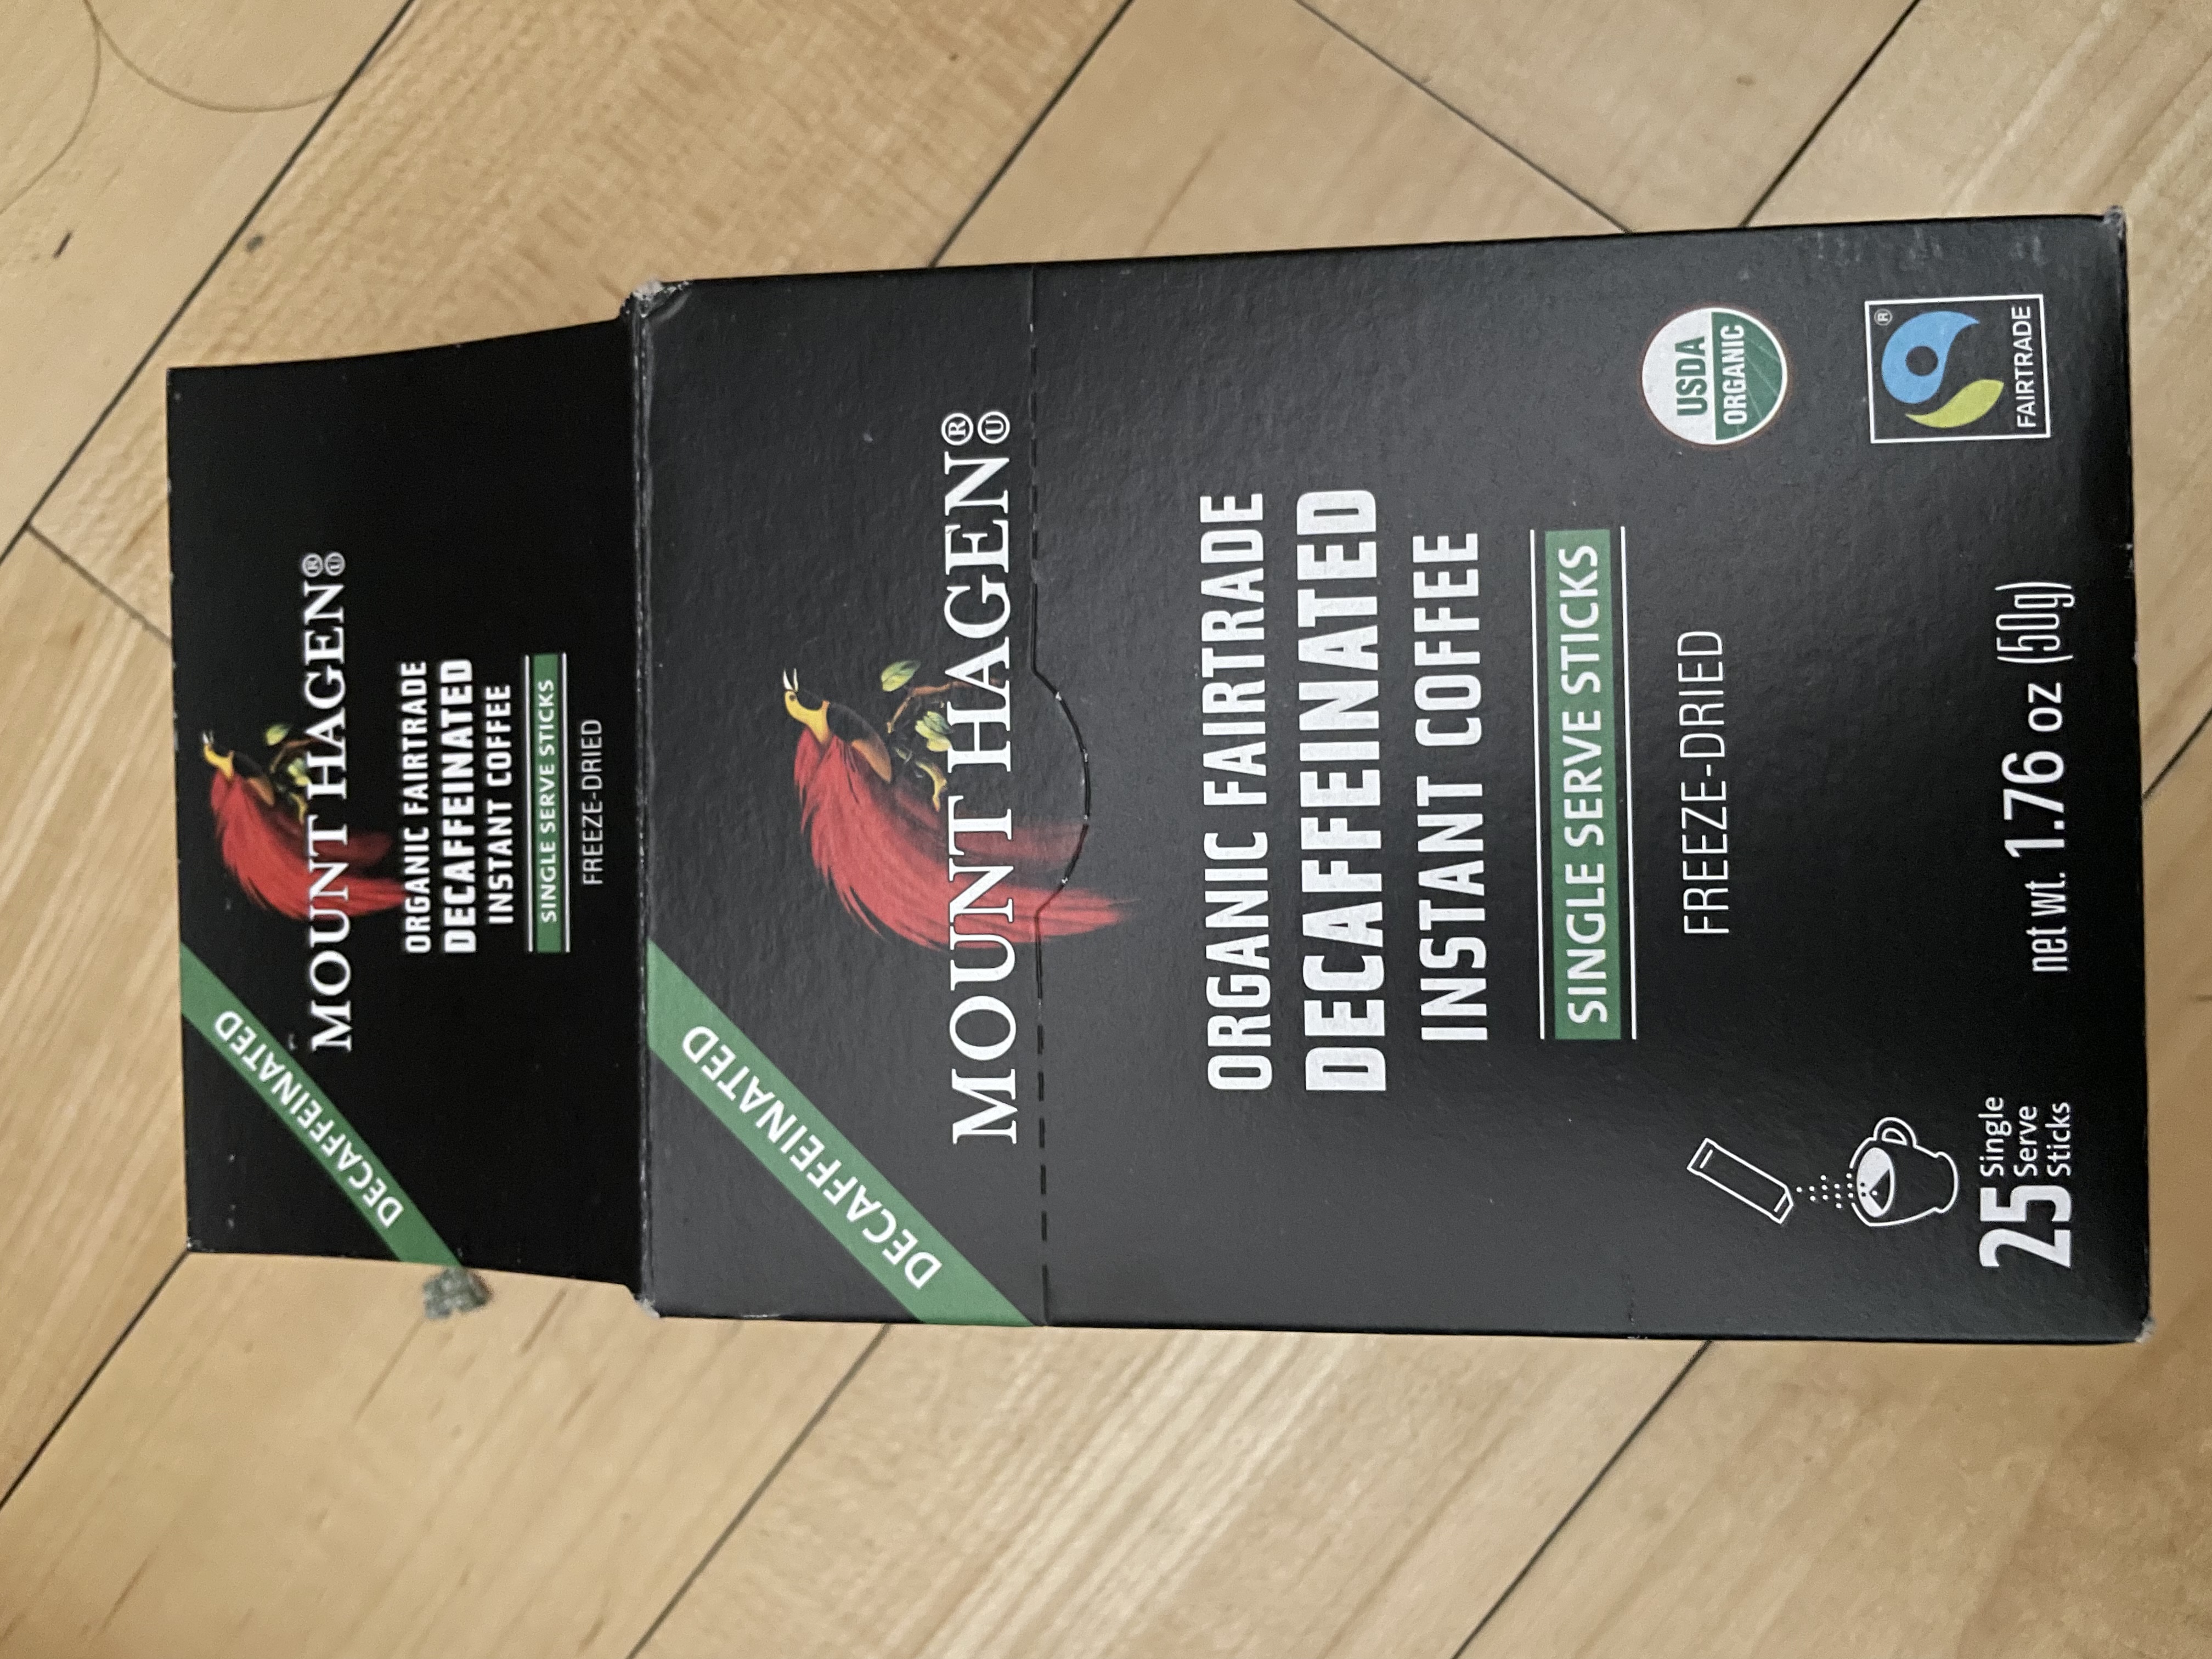 DECAFFEINATED
MOUNT HAGEN®
Ⓤ
ORGANIC FAIRTRADE
DECAFFEINATED
INSTANT COFFEE
SINGLE SERVE STICKS
FREEZE-DRIED
DECAFFEINATED
MOUNT HAGEN®
Ⓤ
ORGANIC FAIRTRADE
DECAFFEINATED
INSTANT COFFEE
SINGLE SERVE STICKS
FREEZE-DRIED
25 Single
Serve
Sticks
net wt. 1.76 oz (50g)
USDA
ORGANIC
®
FAIRTRADE